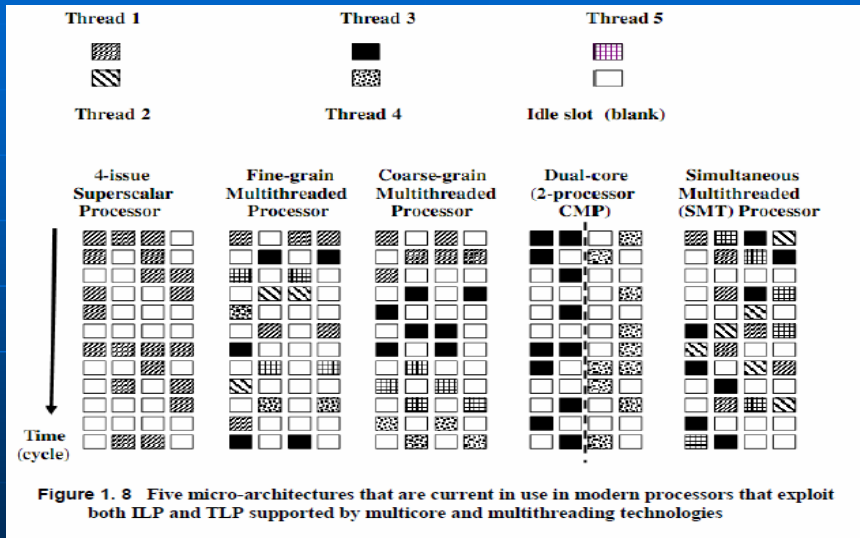 Thread 1 Thread 3 Thread 5
Thread 2 Thread 4 Idle slot (blank)
4-issue
Superscalar
Processor
Fine-grain
Multithreaded
Processor
Coarse-grain
Multithreaded
Processor
Dual-core
(2-processor
CMP)
Simultaneous
Multithreaded
(SMT) Processor
Time
(cycle)
Figure 1. 8 Five micro-architectures that are current in use in modern processors that exploit
both ILP and TLP supported by multicore and multithreading technologies